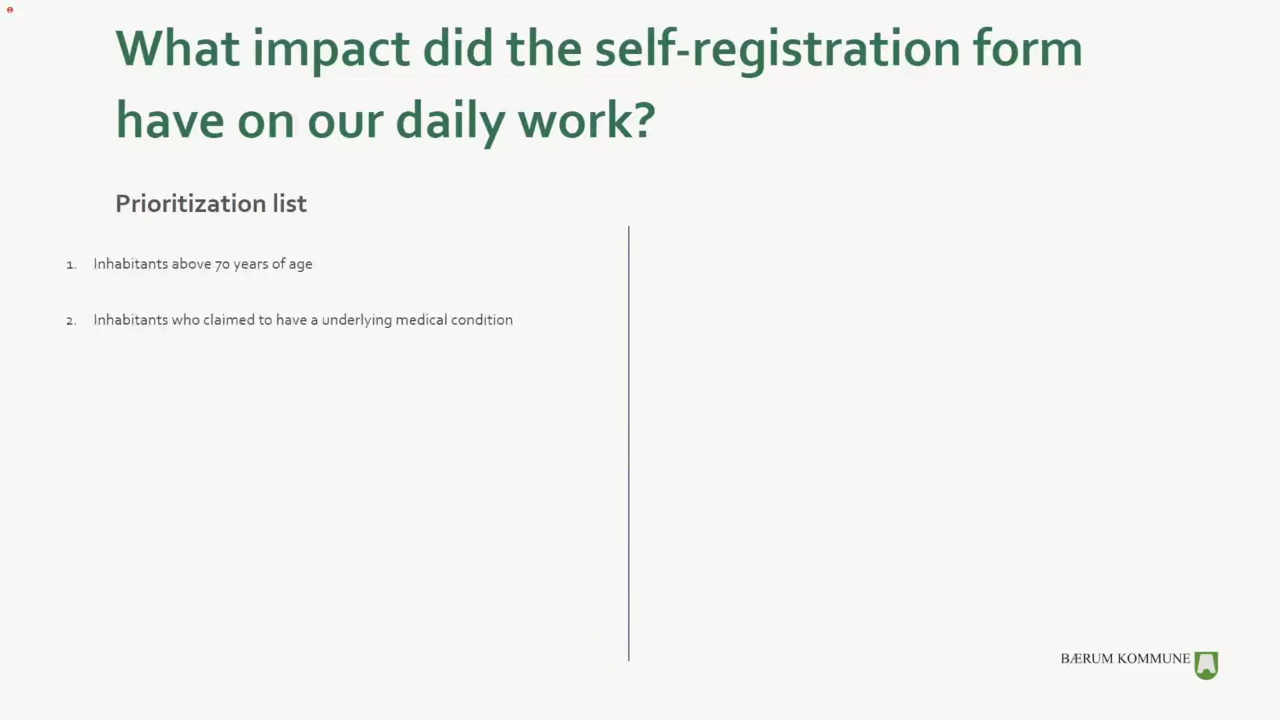 What impact did the self-registration form
have on our daily work?
Prioritization list
1. Inhabitants above 70 years of age
2. Inhabitants who claimed to have a underlying medical condition
BÆRUM KOMMUNE